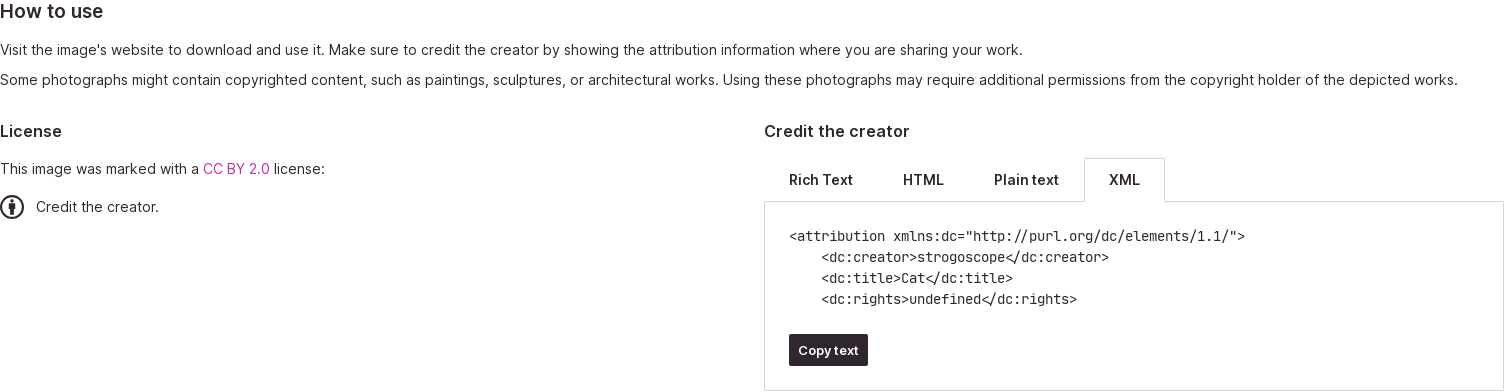 How to use
Visit the image's website to download and use it. Make sure to credit the creator by showing the attribution information where you are sharing your work.
Some photographs might contain copyrighted content, such as paintings, sculptures, or architectural works. Using these photographs may require additional permissions from the copyright holder of the depicted works.
License
This image was marked with a CC BY 2.0 license:
Credit the creator.
Credit the creator
Rich Text HTML Plain text XML
<attribution xmlns:dc="http://purl.org/dc/elements/1.1/">
    <dc:creator>strogoscope</dc:creator>
    <dc:title>Cat</dc:title>
    <dc:rights>undefined</dc:rights>
Copy text